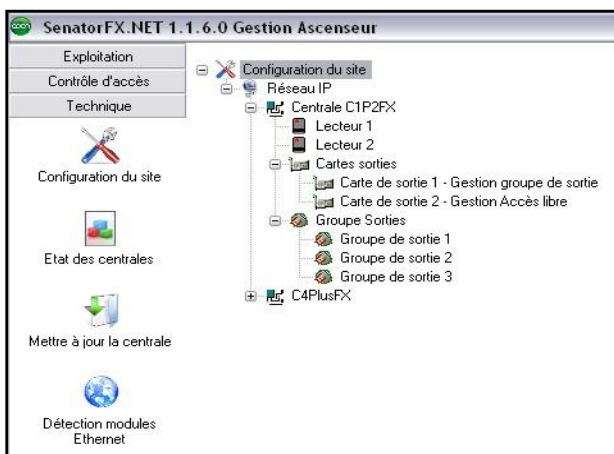 CDVI
SenatorFX.NET 1.1.6.0 Gestion Ascenseur
Exploitation
Contrôle d'accès
Technique
Configuration du site
Etat des centrales
Mettre à jour la centrale
Détection modules
Ethernet
Configuration du site
Réseau IP
Centrale C1P2FX
Lecteur 1
Lecteur 2
Cartes sorties
Carte de sortie 1 - Gestion groupe de sortie
Carte de sortie 2 - Gestion Accès libre
Groupe Sorties
Groupe de sortie 1
Groupe de sortie 2
Groupe de sortie 3
C4PlusFX